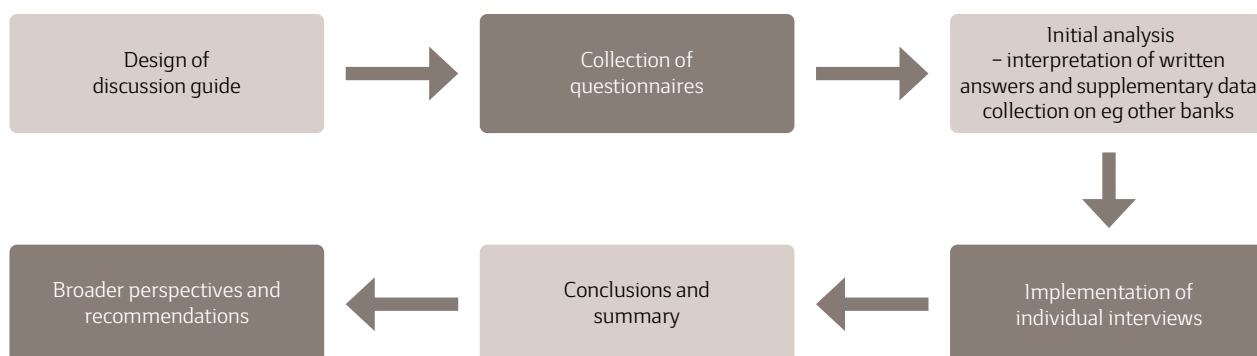 Design of
discussion guide
Collection of
questionnaires
Initial analysis
– interpretation of written
answers and supplementary data
collection on eg other banks
Implementation of
individual interviews
Conclusions and
summary
Broader perspectives and
recommendations